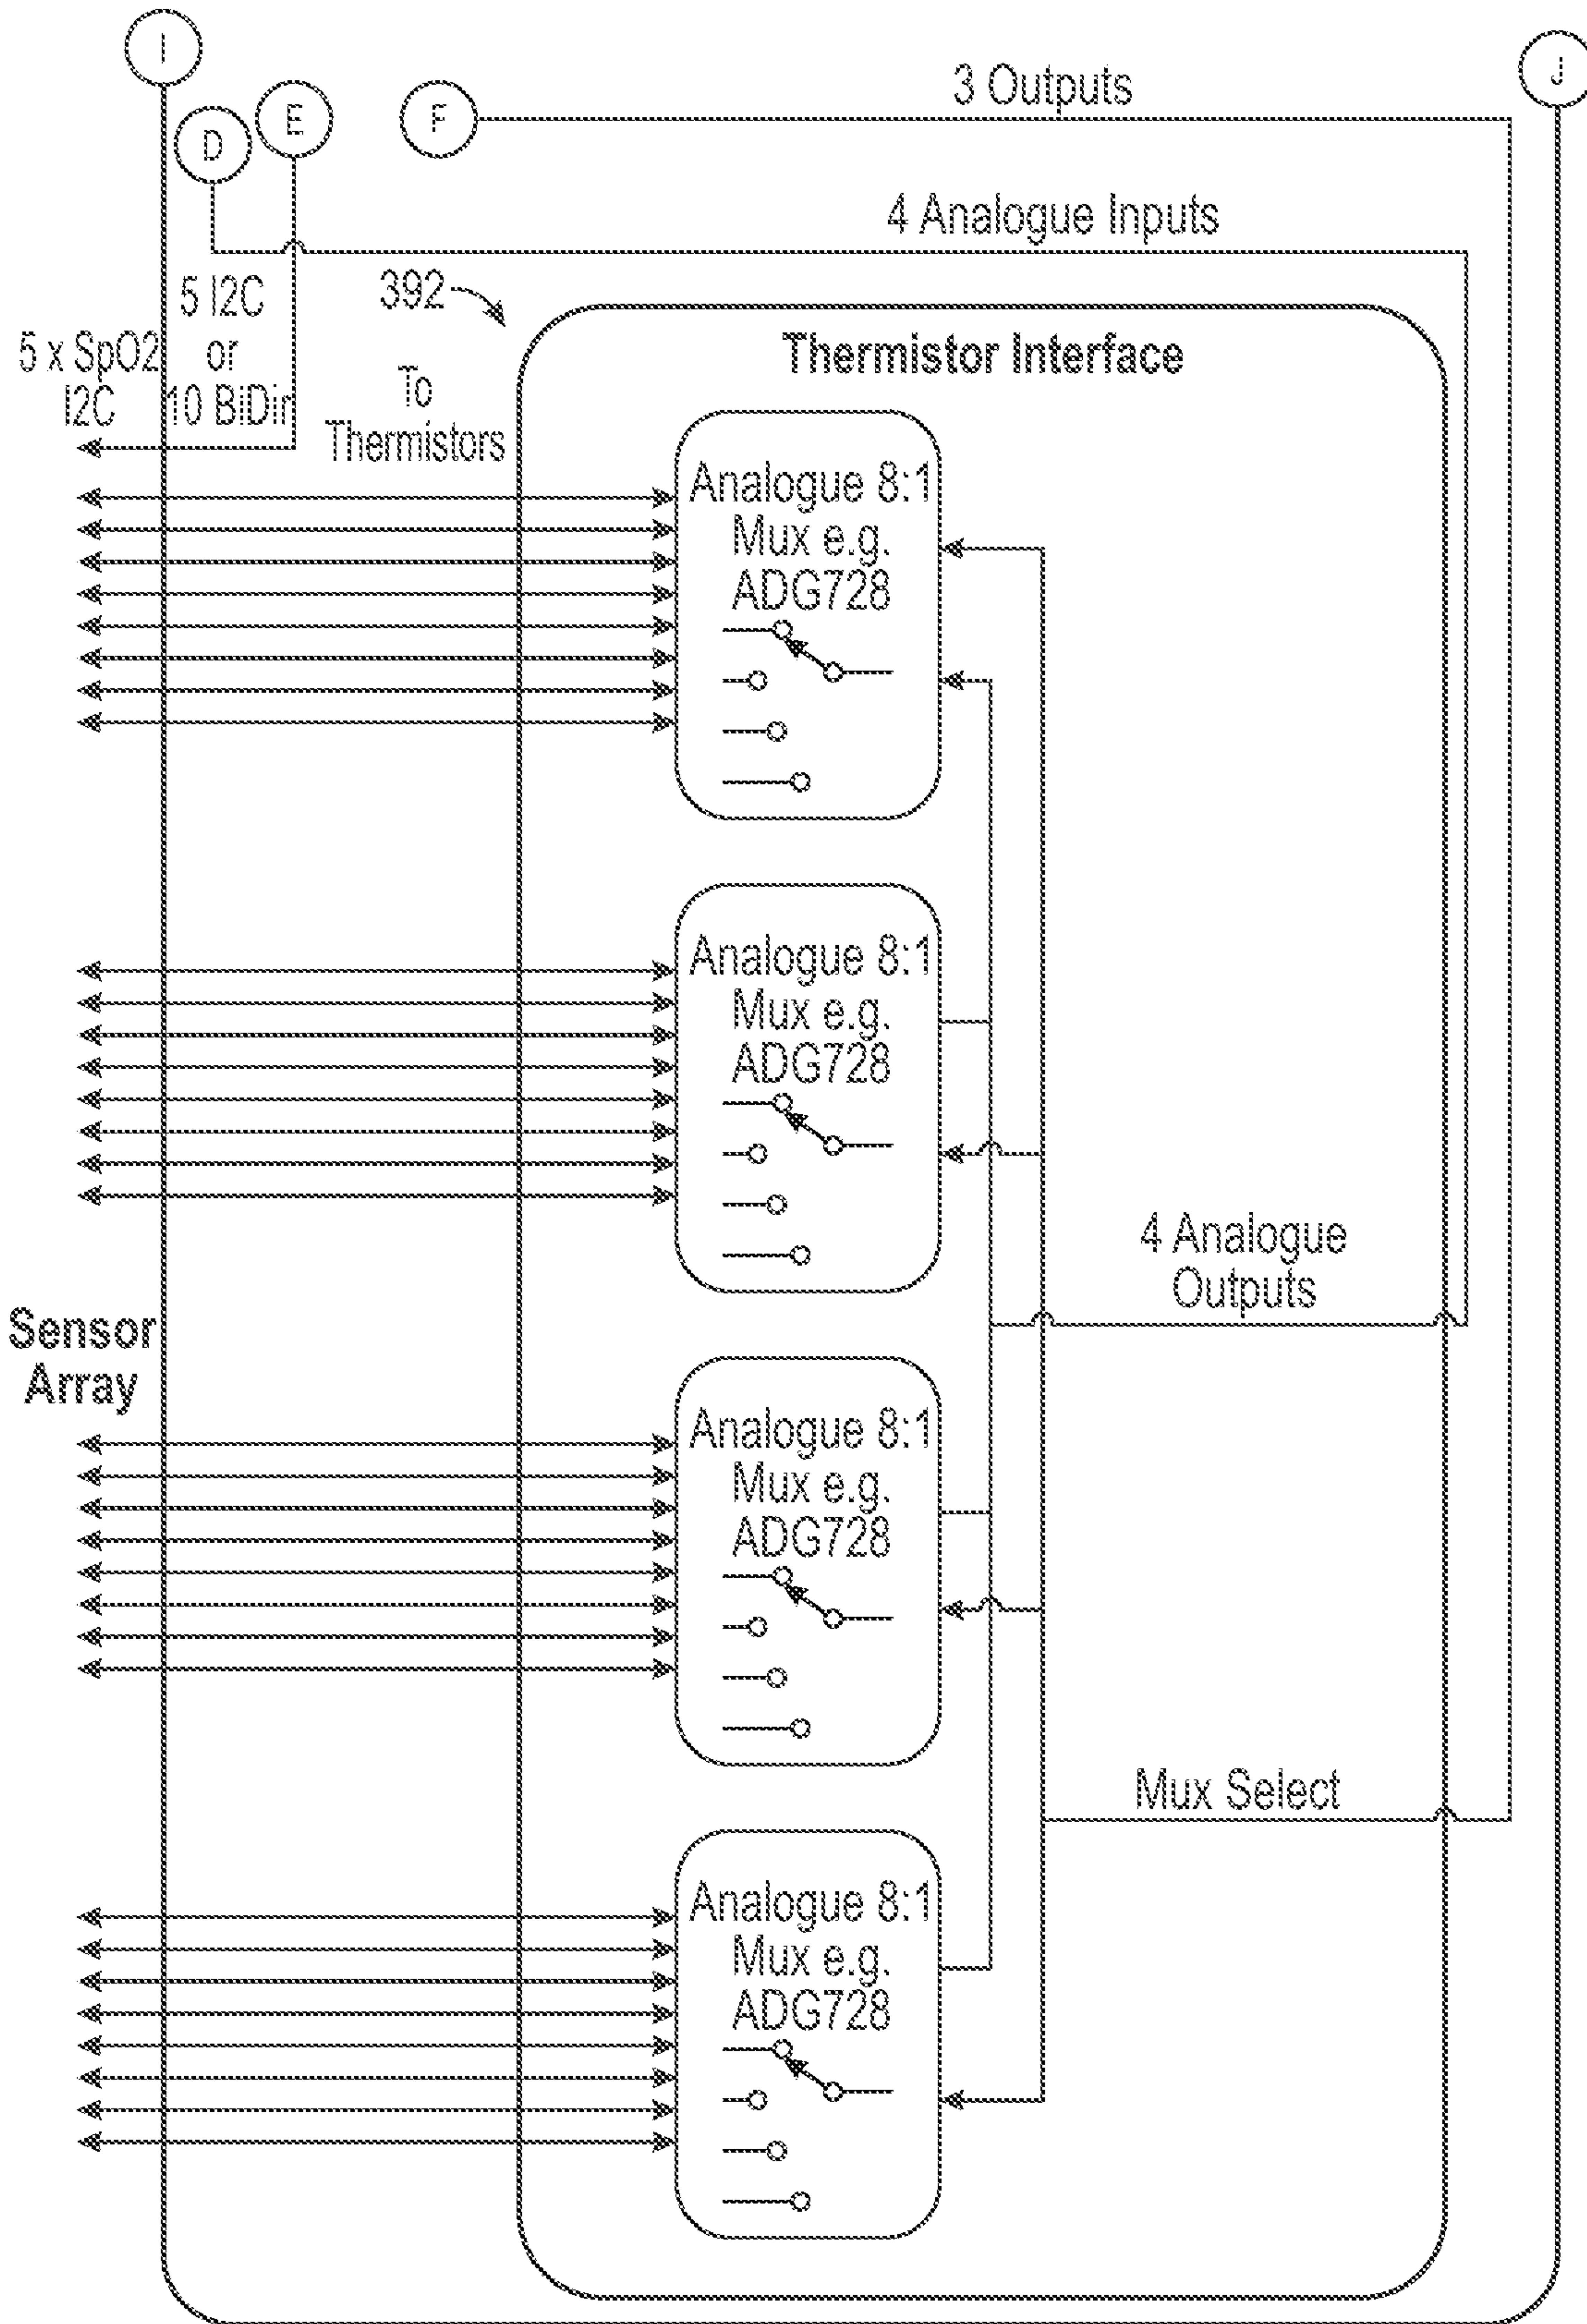 I
J
D
E
F
3 Outputs
4 Analogue Inputs
5 x SpO2
I2C
5 I2C
or
10 BiDir
392
To
Thermistors
Thermistor Interface
Analogue 8:1
Mux e.g.
ADG728
Analogue 8:1
Mux e.g.
ADG728
4 Analogue
Outputs
Sensor
Array
Analogue 8:1
Mux e.g.
ADG728
Mux Select
Analogue 8:1
Mux e.g.
ADG728